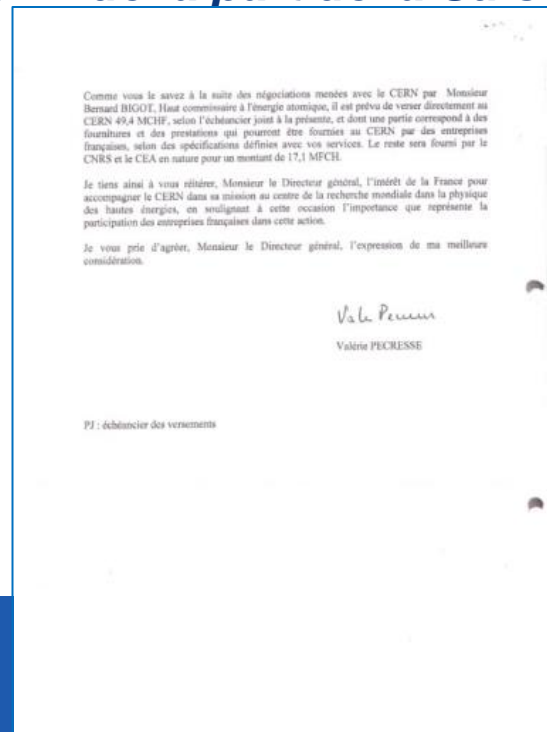 Comme vous le savez à la suite des négociations menées avec le CERN par Monsieur
Bernard BIGOT, Haut commissaire à l'énergie atomique, il est prévu de verser directement au
CERN 49,4 MCHF, selon l'échéancier joint à la présente, et dont une partie correspond à des
fournitures et des prestations qui pourront être fournies au CERN par des entreprises
françaises, selon des spécifications définies avec vos services. Le reste sera fourni par le
CNRS et le CEA en nature pour un montant de 17,1 MFCH.
Je tiens ainsi à vous réitérer, Monsieur le Directeur général, l'intérêt de la France pour
accompagner le CERN dans sa mission au centre de la recherche mondiale dans la physique
des hautes énergies, en soulignant à cette occasion l'importance que représente la
participation des entreprises françaises dans cette action.
Je vous prie d'agréer, Monsieur le Directeur général, l'expression de ma meilleure
considération.
Valérie PECRESSE
PJ : échéancier des versements